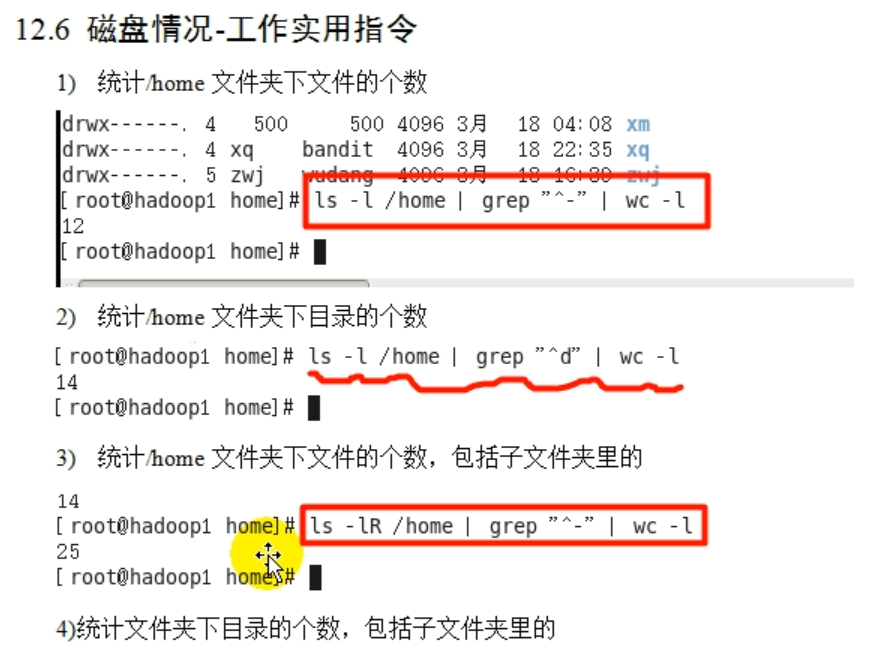 12.6 磁盘情况-工作实用指令
1) 统计/home 文件夹下文件的个数
drwx------. 4 500 500 4096 3月 18 04:08 xm
drwx------. 4 xq bandit 4096 3月 18 22:35 xq
drwx------. 5 zwj wudang 4096 3月 18 16:39 zwj
[root@hadoop1 home]# ls -l /home | grep "^-" | wc -l
12
[root@hadoop1 home]#
2) 统计/home 文件夹下目录的个数
[root@hadoop1 home]# ls -l /home | grep "^d" | wc -l
14
[root@hadoop1 home]#
3) 统计/home 文件夹下文件的个数，包括子文件夹里的
14
[root@hadoop1 home]# ls -lR /home | grep "^-" | wc -l
25
[root@hadoop1 home]#
4)统计文件夹下目录的个数，包括子文件夹里的